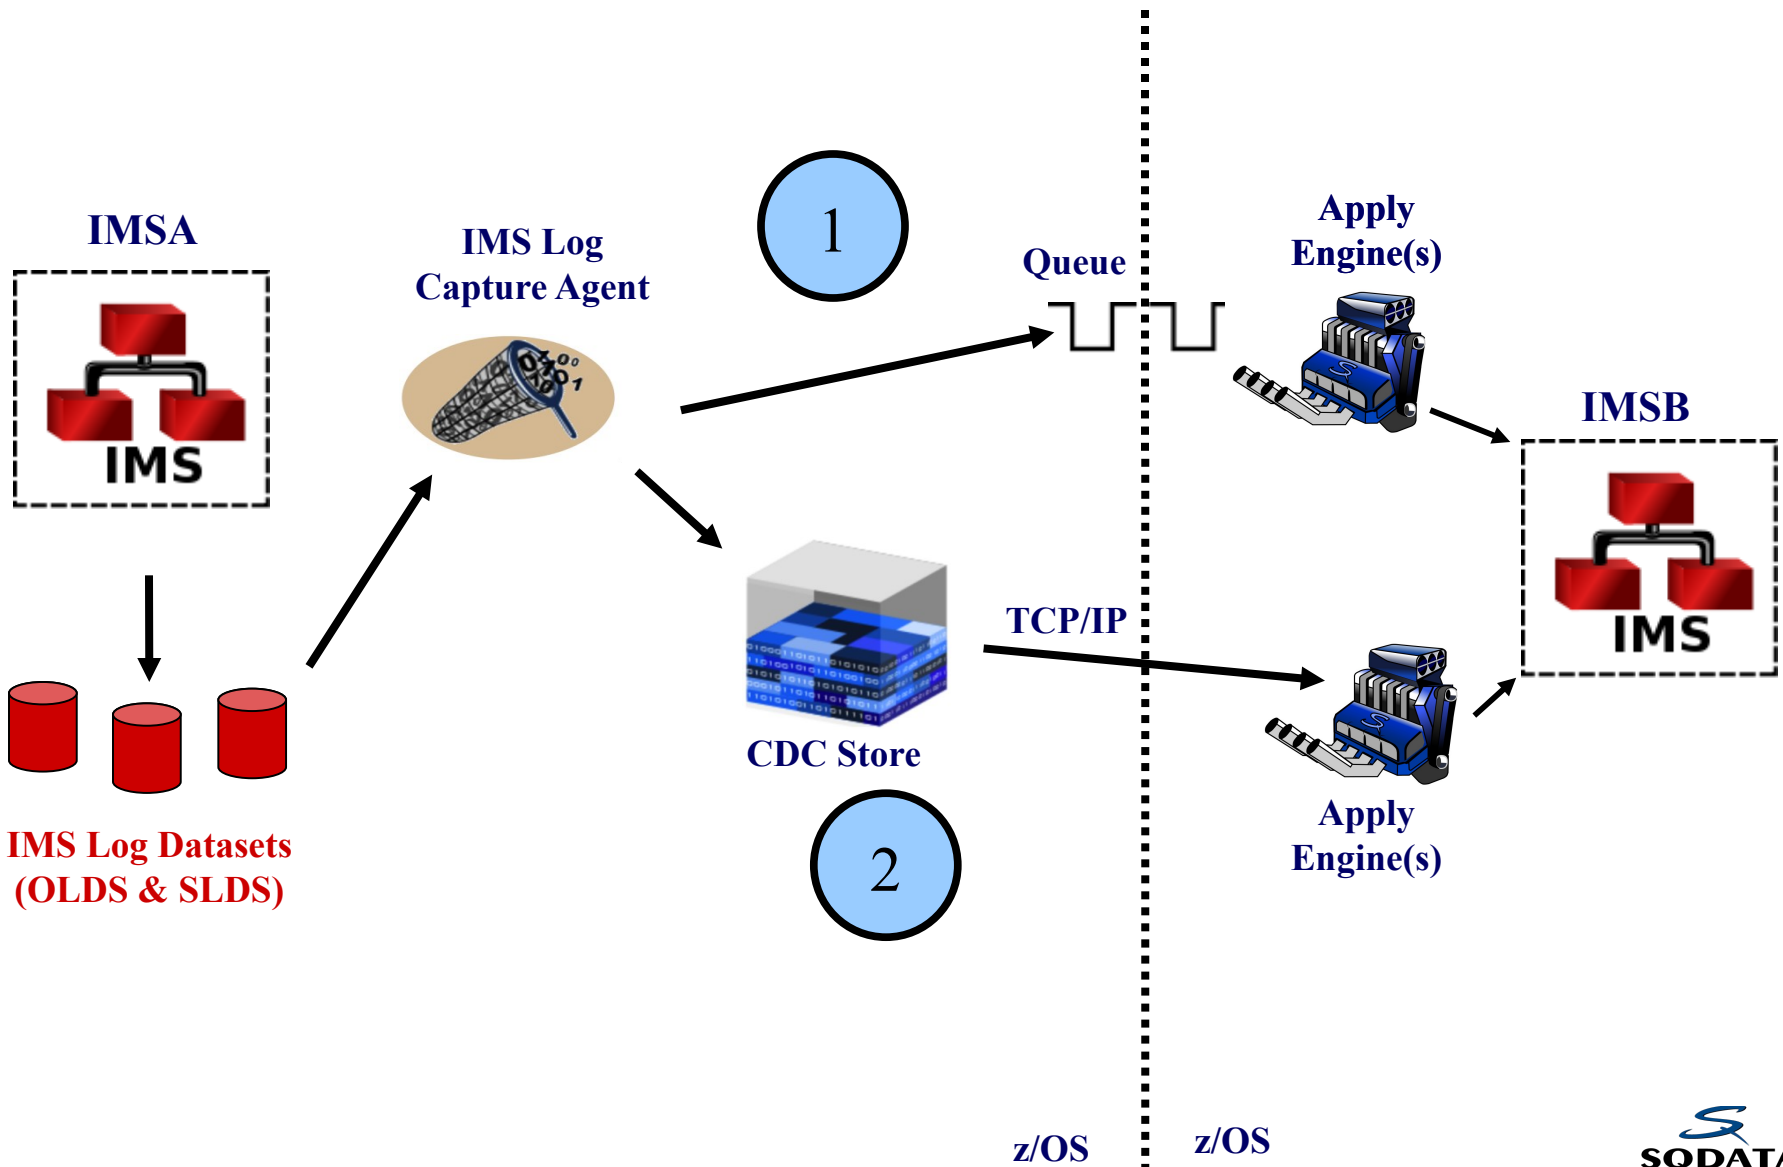 IMSA
IMS
IMS Log Datasets
(OLDS & SLDS)
IMS Log
Capture Agent
1
Queue
CDC Store
2
TCP/IP
Apply
Engine(s)
Apply
Engine(s)
IMSB
IMS
z/OS
z/OS
SQDATA